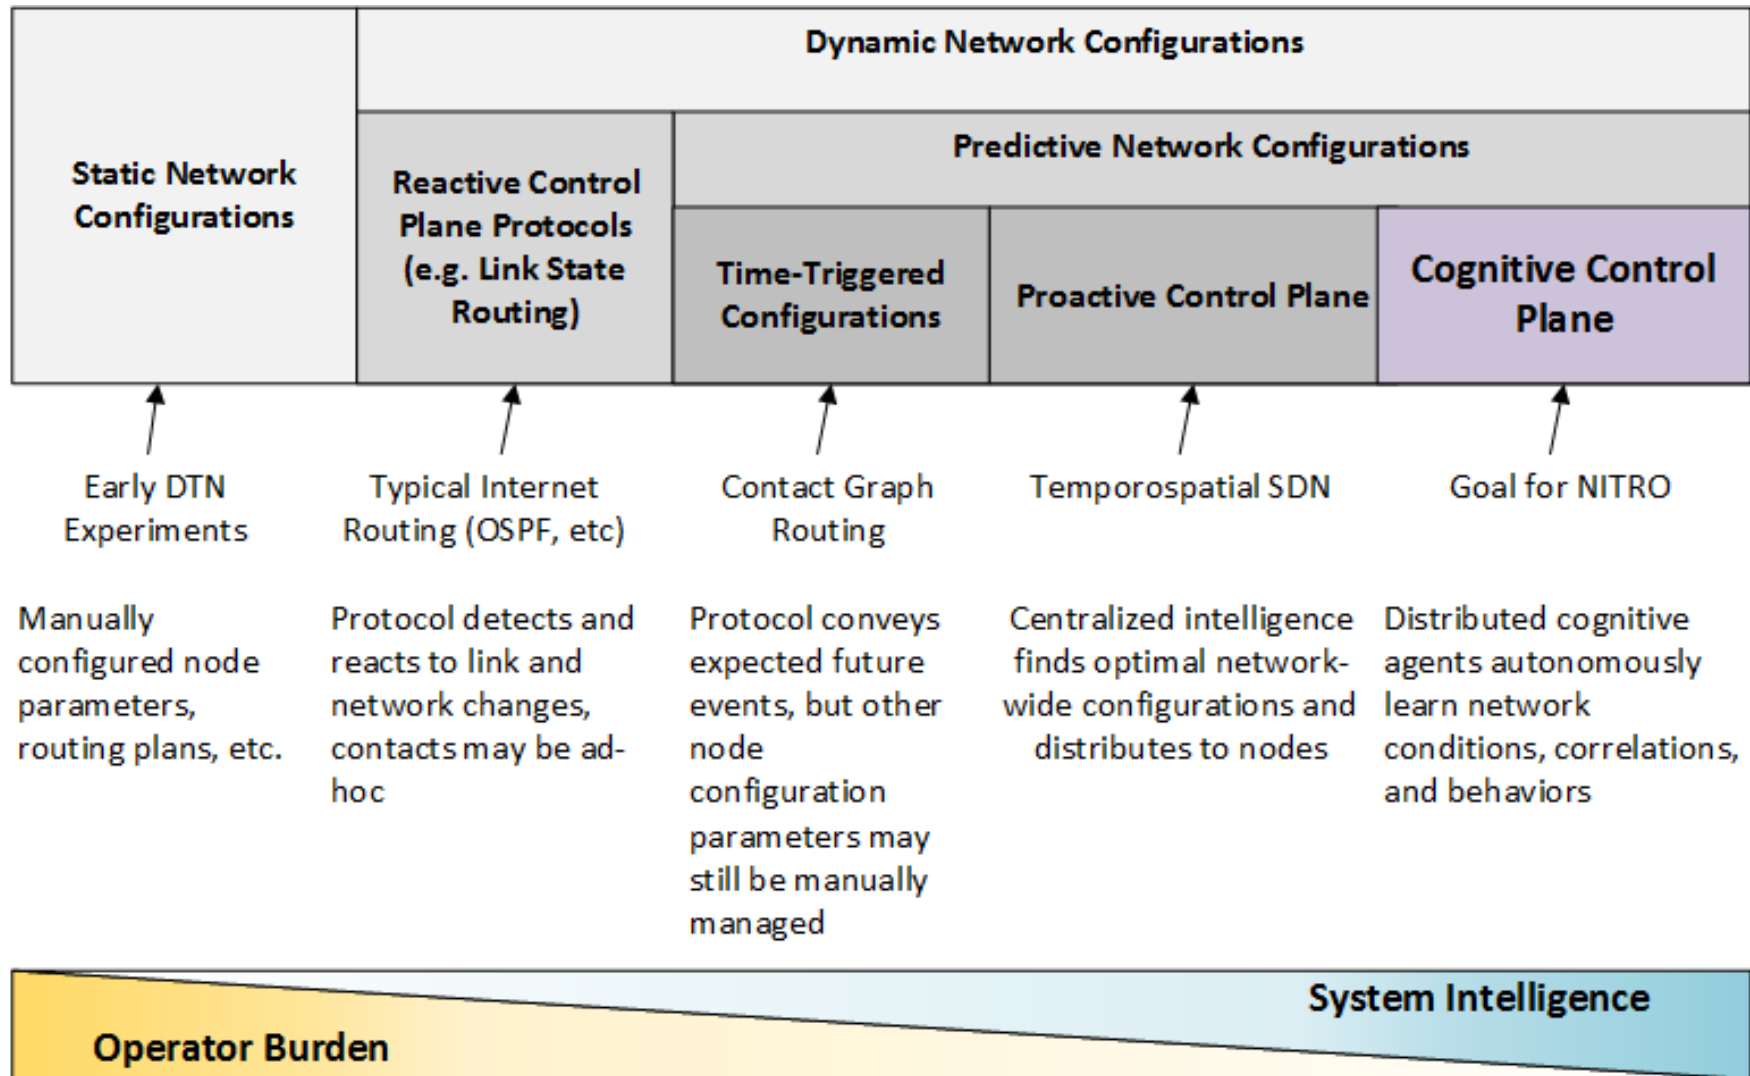 Dynamic Network Configurations
Predictive Network Configurations
Static Network
Configurations
Reactive Control
Plane Protocols
(e.g. Link State
Routing)
Time-Triggered
Configurations
Proactive Control Plane
Cognitive Control
Plane
Early DTN
Experiments
Typical Internet
Routing (OSPF, etc)
Contact Graph
Routing
Temporospatial SDN
Goal for NITRO
Manually
configured node
parameters,
routing plans, etc.
Protocol detects and
reacts to link and
network changes,
contacts may be ad-
hoc
Protocol conveys
expected future
events, but other
node
configuration
parameters may
still be manually
managed
Centralized intelligence
finds optimal network-
wide configurations and
distributes to nodes
Distributed cognitive
agents autonomously
learn network
conditions, correlations,
and behaviors
System Intelligence
Operator Burden